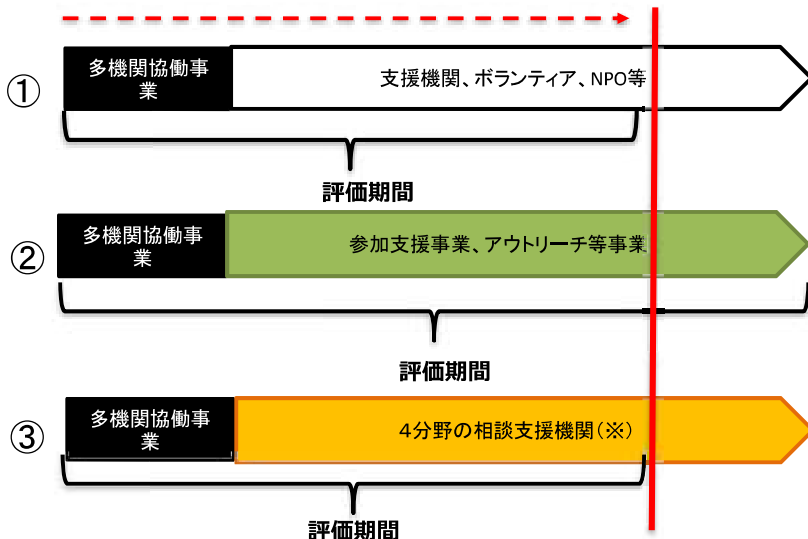 ①
多機関協働事
業
支援機関、ボランティア、NPO等
評価期間
②
多機関協働事
業
参加支援事業、アウトリーチ等事業
評価期間
③
多機関協働事
業
4分野の相談支援機関(※)
評価期間